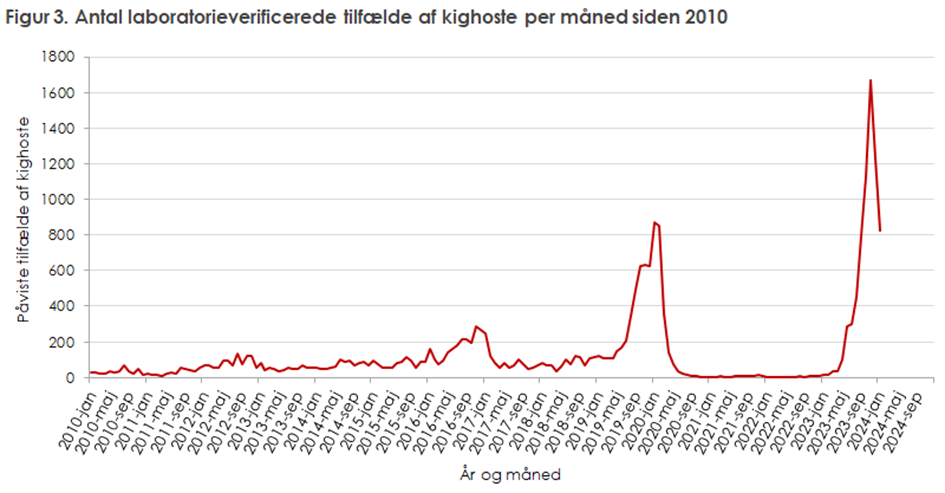 Figur 3. Antal laboratorieverificerede tilfælde af kighoste per måned siden 2010
1800
1600
1400
1200
1000
800
600
400
200
0
Påviste tilfælde af kighoste
2010-jan
2010-maj
2010-sep
2011-jan
2011-maj
2011-sep
2012-jan
2012-maj
2012-sep
2013-jan
2013-maj
2013-sep
2014-jan
2014-maj
2014-sep
2015-jan
2015-maj
2015-sep
2016-jan
2016-maj
2016-sep
2017-jan
2017-maj
2017-sep
2018-jan
2018-maj
2018-sep
2019-jan
2019-maj
2019-sep
2020-jan
2020-maj
2020-sep
2021-jan
2021-maj
2021-sep
2022-jan
2022-maj
2022-sep
2023-jan
2023-maj
2023-sep
2024-jan
2024-maj
2024-sep
År og måned